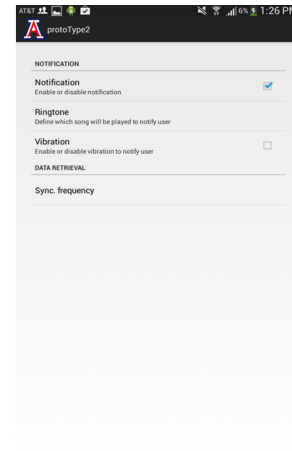 AT&T 6% 1:26 PM
A protoType2
NOTIFICATION
Notification
Enable or disable notification
Ringtone
Define which song will be played to notify user
Vibration
Enable or disable vibration to notify user
DATA RETRIEVAL
Sync. frequency